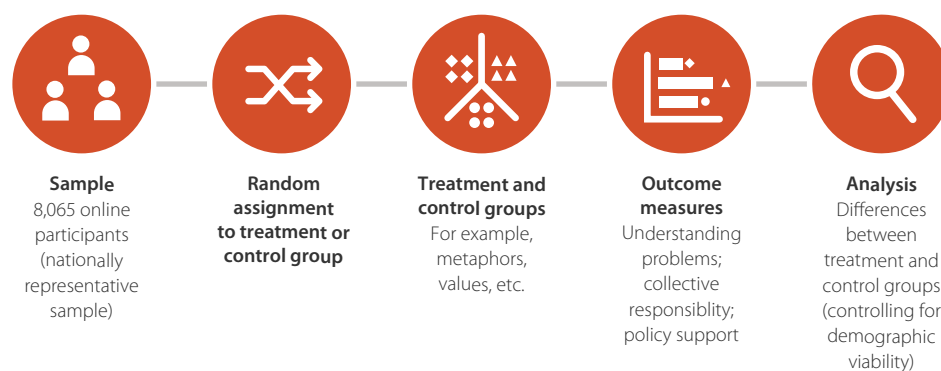 Sample
8,065 online
participants
(nationally
representative
sample)
Random
assignment
to treatment or
control group
Treatment and
control groups
For example,
metaphors,
values, etc.
Outcome
measures
Understanding
problems;
collective
responsiblity;
policy support
Analysis
Differences
between
treatment and
control groups
(controlling for
demographic
viability)